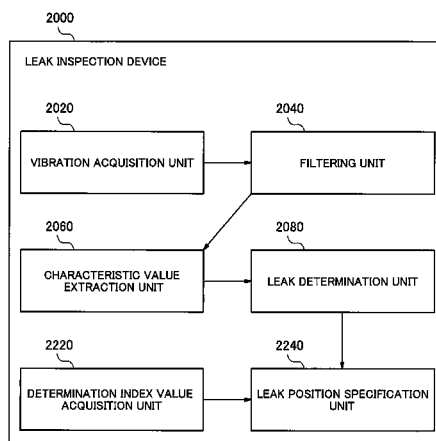 2000
LEAK INSPECTION DEVICE
2020
2040
VIBRATION ACQUISITION UNIT
FILTERING UNIT
2060
2080
CHARACTERISTIC VALUE
EXTRACTION UNIT
LEAK DETERMINATION UNIT
2220
2240
DETERMINATION INDEX VALUE
ACQUISITION UNIT
LEAK POSITION SPECIFICATION
UNIT